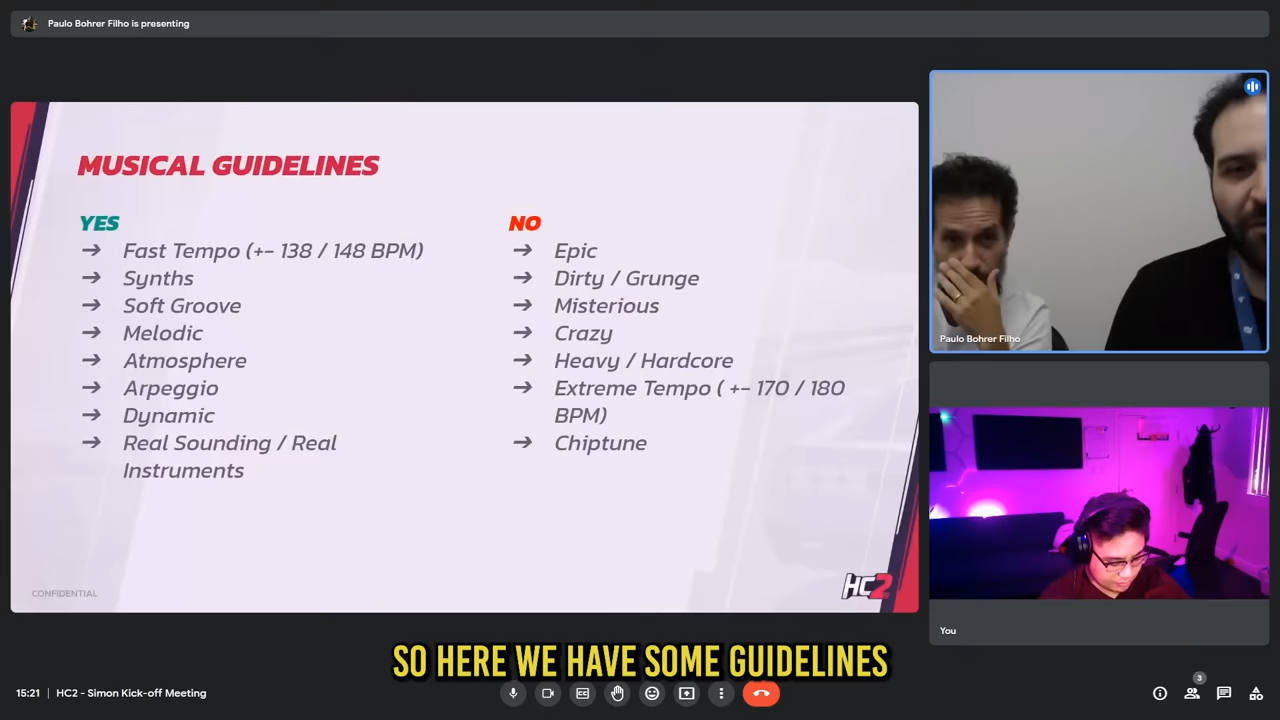 Paulo Bohrer Filho is presenting
MUSICAL GUIDELINES
YES
→ Fast Tempo (+- 138 / 148 BPM)
→ Synths
→ Soft Groove
→ Melodic
→ Atmosphere
→ Arpeggio
→ Dynamic
→ Real Sounding / Real
Instruments
NO
→ Epic
→ Dirty / Grunge
→ Misterious
→ Crazy
→ Heavy / Hardcore
→ Extreme Tempo ( +- 170 / 180
BPM)
→ Chiptune
CONFIDENTIAL
HC2
Paulo Bohrer Filho
You
SO HERE WE HAVE SOME GUIDELINES
15:21 | HC2 - Simon Kick-off Meeting
3